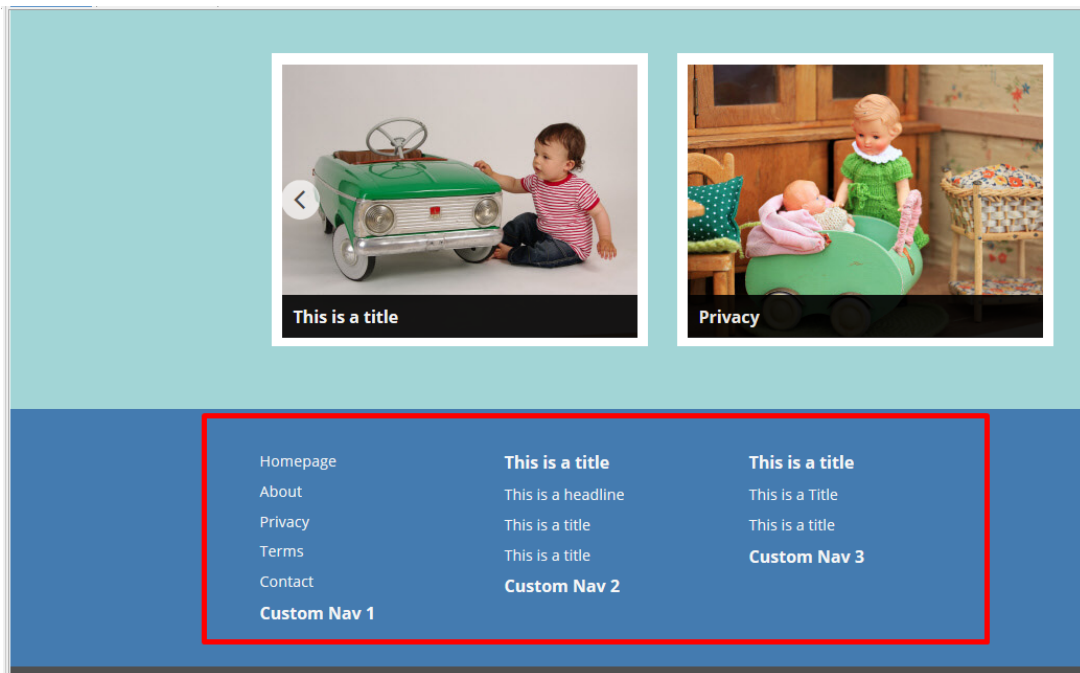 This is a title
Privacy
Homepage
About
Privacy
Terms
Contact
Custom Nav 1
This is a title
This is a headline
This is a title
This is a title
Custom Nav 2
This is a title
This is a Title
This is a title
Custom Nav 3